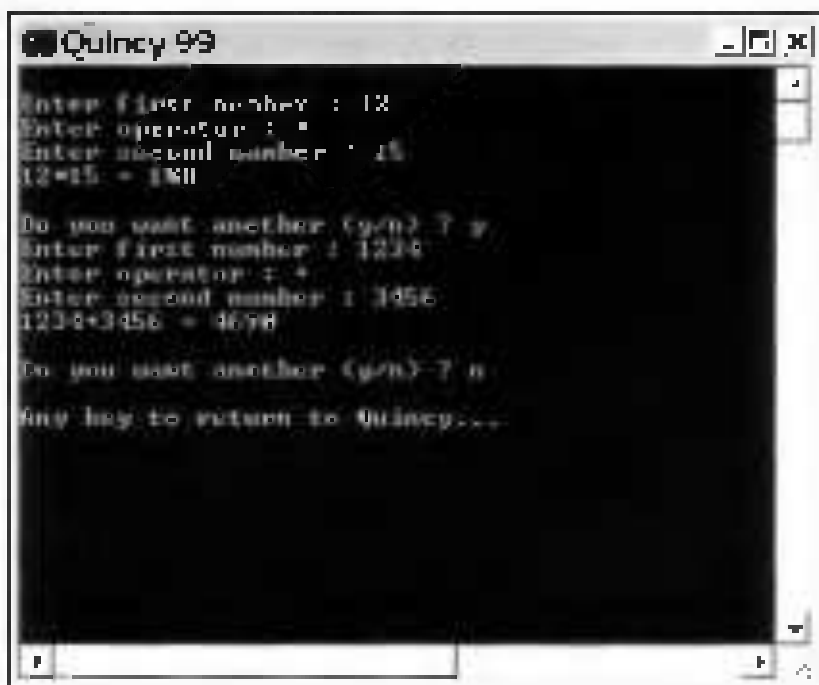 Quincy 99
Enter first number : 12
Enter operator : *
Enter second number : 15
12*15 = 180
Do you want another (y/n) ? y
Enter first number : 1234
Enter operator : +
Enter second number : 3456
1234+3456 = 4690
Do you want another (y/n) ? n
Any key to return to Quincy...